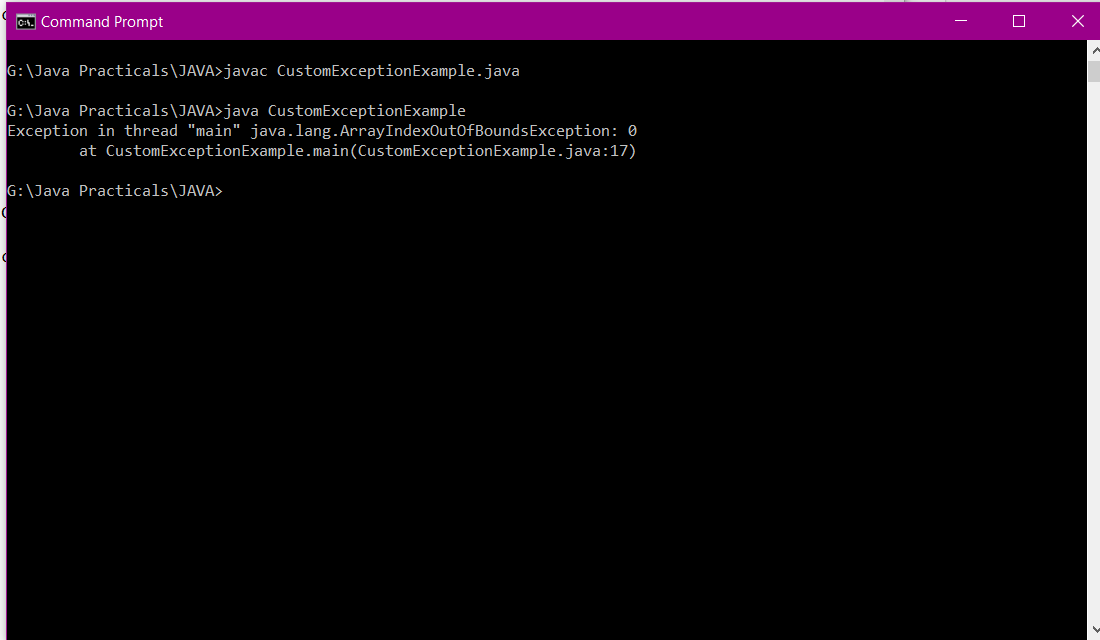 Command Prompt
G:\Java Practicals\JAVA>javac CustomExceptionExample.java
G:\Java Practicals\JAVA>java CustomExceptionExample
Exception in thread "main" java.lang.ArrayIndexOutOfBoundsException: 0
at CustomExceptionExample.main(CustomExceptionExample.java:17)
G:\Java Practicals\JAVA>